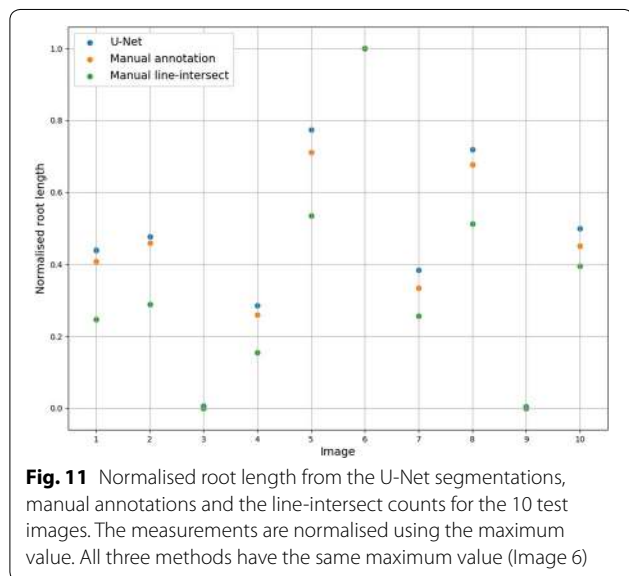 U-Net
Manual annotation
Manual line-intersect
Normalised root length
1.0
0.8
0.6
0.4
0.2
0.0
1 2 3 4 5 6 7 8 9 10
Image
Fig. 11 Normalised root length from the U-Net segmentations,
manual annotations and the line-intersect counts for the 10 test
images. The measurements are normalised using the maximum
value. All three methods have the same maximum value (Image 6)